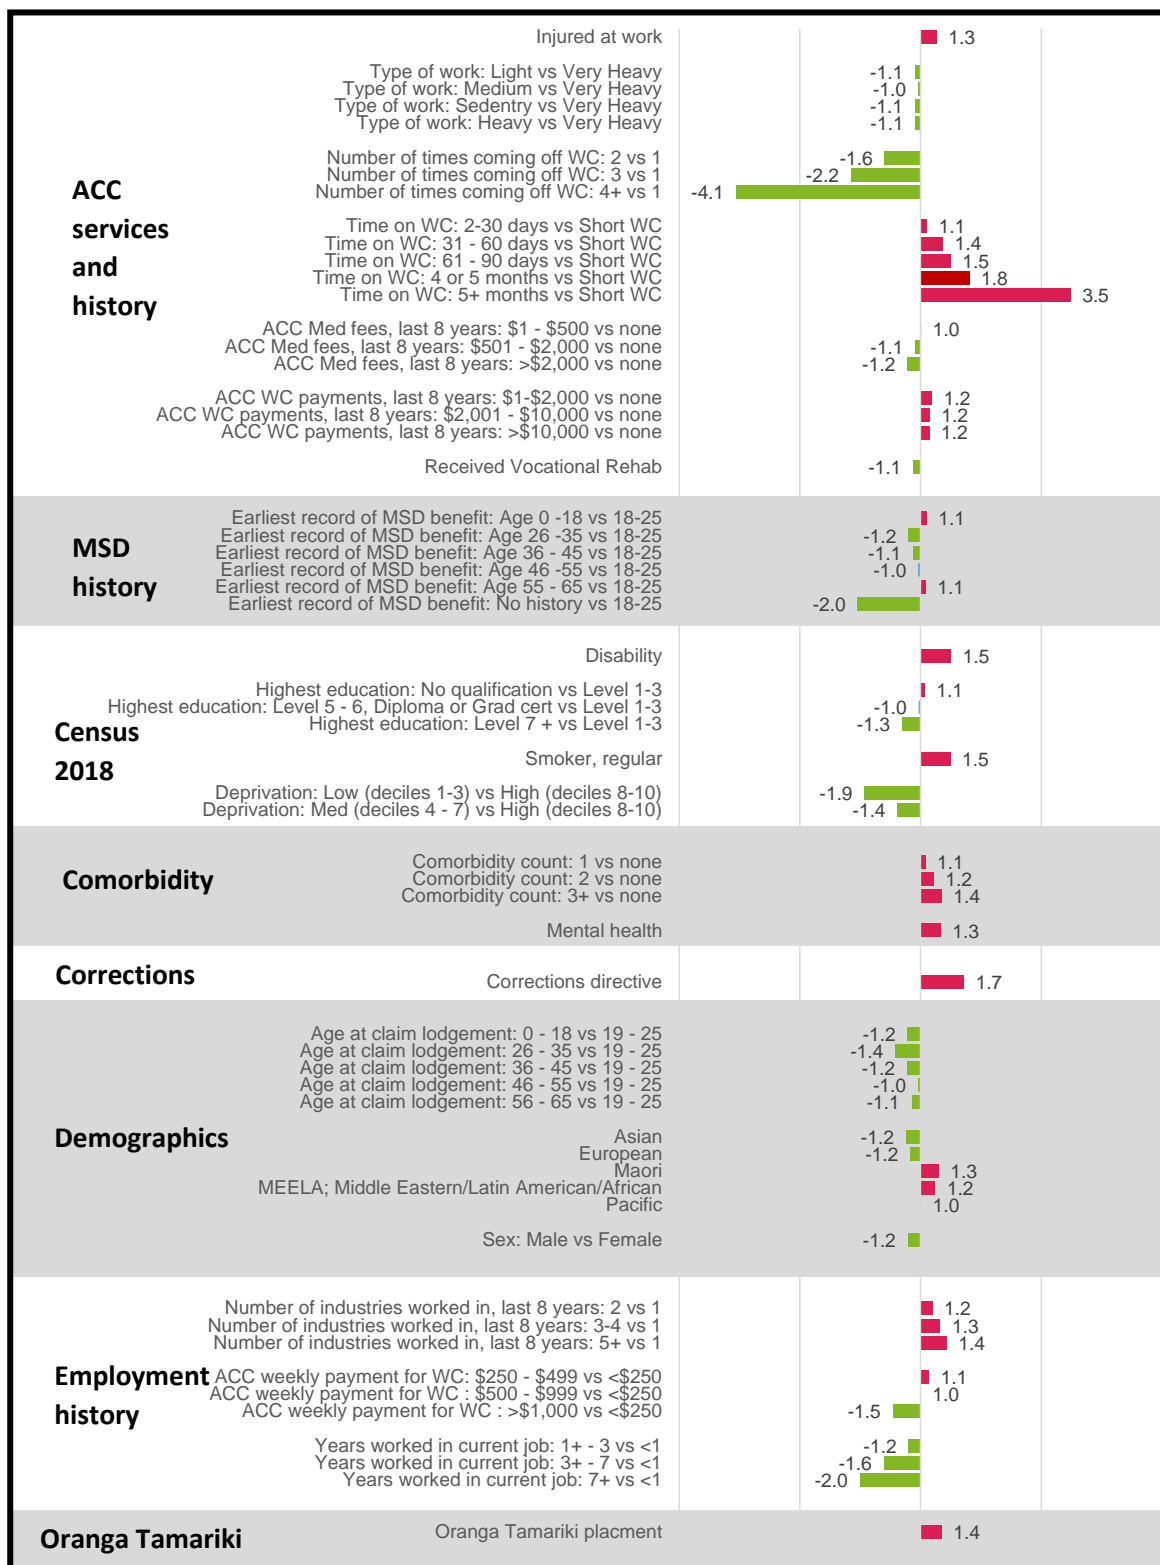 Injured at work 1.3
Type of work: Light vs Very Heavy -1.1
Type of work: Medium vs Very Heavy -1.0
Type of work: Sedentry vs Very Heavy -1.1
Type of work: Heavy vs Very Heavy -1.1
Number of times coming off WC: 2 vs 1 -1.6
Number of times coming off WC: 3 vs 1 -2.2
Number of times coming off WC: 4+ vs 1 -4.1
ACC
services
and
history
Time on WC: 2-30 days vs Short WC 1.1
Time on WC: 31 - 60 days vs Short WC 1.4
Time on WC: 61 - 90 days vs Short WC 1.5
Time on WC: 4 or 5 months vs Short WC 1.8
Time on WC: 5+ months vs Short WC 3.5
ACC Med fees, last 8 years: $1 - $500 vs none 1.0
ACC Med fees, last 8 years: $501 - $2,000 vs none -1.1
ACC Med fees, last 8 years: >$2,000 vs none -1.2
ACC WC payments, last 8 years: $1-$2,000 vs none 1.2
ACC WC payments, last 8 years: $2,001 - $10,000 vs none 1.2
ACC WC payments, last 8 years: >$10,000 vs none 1.2
Received Vocational Rehab -1.1
MSD
history
Earliest record of MSD benefit: Age 0 -18 vs 18-25 1.1
Earliest record of MSD benefit: Age 26 -35 vs 18-25 -1.2
Earliest record of MSD benefit: Age 36 - 45 vs 18-25 -1.1
Earliest record of MSD benefit: Age 46 -55 vs 18-25 -1.0
Earliest record of MSD benefit: Age 55 - 65 vs 18-25 1.1
Earliest record of MSD benefit: No history vs 18-25 -2.0
Census
2018
Disability 1.5
Highest education: No qualification vs Level 1-3 1.1
Highest education: Level 5 - 6, Diploma or Grad cert vs Level 1-3 -1.0
Highest education: Level 7 + vs Level 1-3 -1.3
Smoker, regular 1.5
Deprivation: Low (deciles 1-3) vs High (deciles 8-10) -1.9
Deprivation: Med (deciles 4 - 7) vs High (deciles 8-10) -1.4
Comorbidity
Comorbidity count: 1 vs none 1.1
Comorbidity count: 2 vs none 1.2
Comorbidity count: 3+ vs none 1.4
Mental health 1.3
Corrections
Corrections directive 1.7
Demographics
Age at claim lodgement: 0 - 18 vs 19 - 25 -1.2
Age at claim lodgement: 26 - 35 vs 19 - 25 -1.4
Age at claim lodgement: 36 - 45 vs 19 - 25 -1.2
Age at claim lodgement: 46 - 55 vs 19 - 25 -1.0
Age at claim lodgement: 56 - 65 vs 19 - 25 -1.1
Asian -1.2
European -1.2
Maori 1.3
MEELA; Middle Eastern/Latin American/African 1.2
Pacific 1.0
Sex: Male vs Female -1.2
Employment
history
Number of industries worked in, last 8 years: 2 vs 1 1.2
Number of industries worked in, last 8 years: 3-4 vs 1 1.3
Number of industries worked in, last 8 years: 5+ vs 1 1.4
ACC weekly payment for WC: $250 - $499 vs <$250 1.1
ACC weekly payment for WC : $500 - $999 vs <$250 1.0
ACC weekly payment for WC : >$1,000 vs <$250 -1.5
Years worked in current job: 1+ - 3 vs <1 -1.2
Years worked in current job: 3+ - 7 vs <1 -1.6
Years worked in current job: 7+ vs <1 -2.0
Oranga Tamariki
Oranga Tamariki placment 1.4